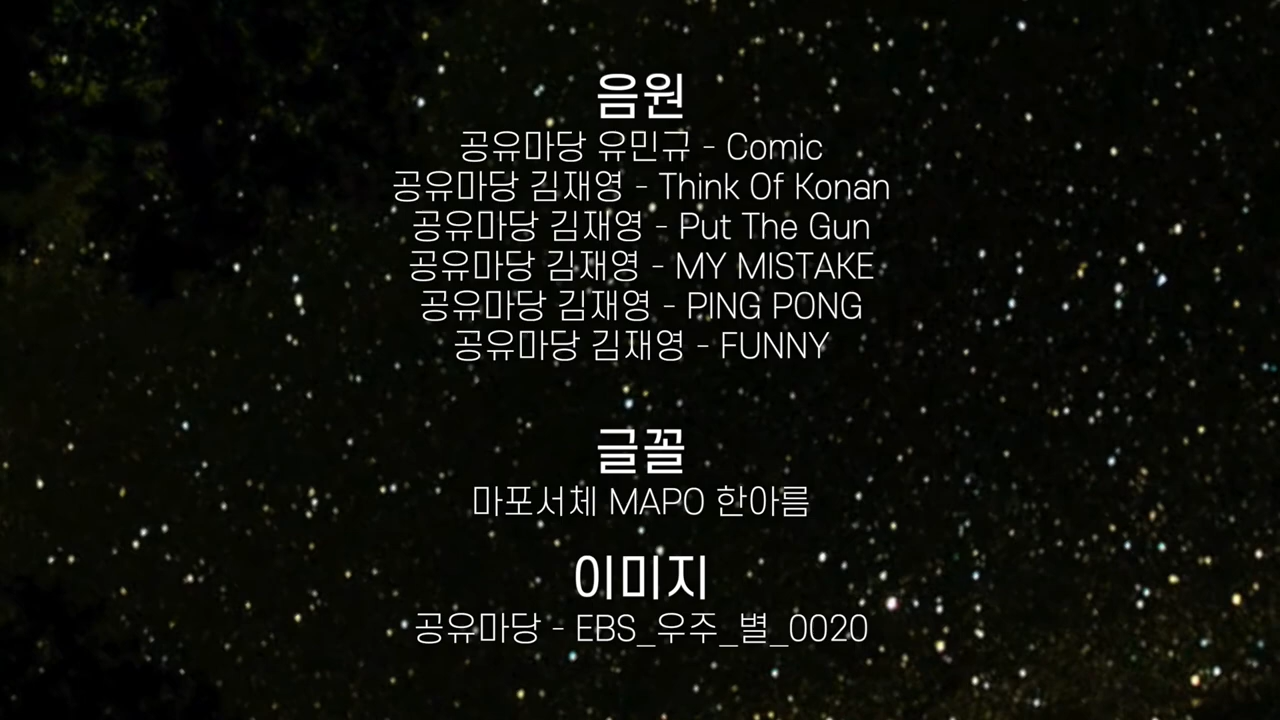 음원
공유마당 유민규 - Comic
공유마당 김재영 - Think Of Konan
공유마당 김재영 - Put The Gun
공유마당 김재영 - MY MISTAKE
공유마당 김재영 - PING PONG
공유마당 김재영 - FUNNY
글꼴
마포서체 MAPO 한아름
이미지
공유마당 - EBS_우주_별_0020